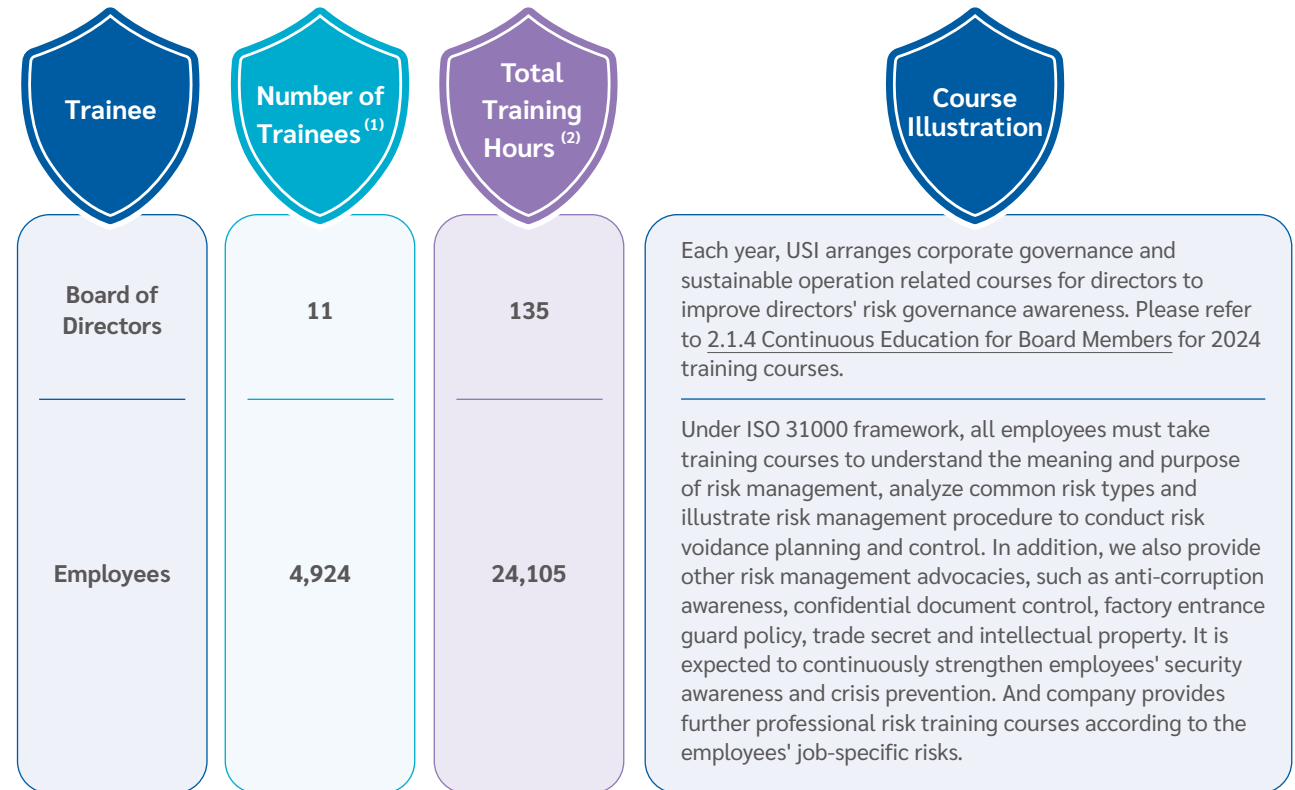 Trainee
Number of
Trainees (1)
Total
Training
Hours (2)
Course
Illustration
Board of
Directors
11
135
Each year, USI arranges corporate governance and
sustainable operation related courses for directors to
improve directors' risk governance awareness. Please refer
to 2.1.4 Continuous Education for Board Members for 2024
training courses.
Employees
4,924
24,105
Under ISO 31000 framework, all employees must take
training courses to understand the meaning and purpose
of risk management, analyze common risk types and
illustrate risk management procedure to conduct risk
voidance planning and control. In addition, we also provide
other risk management advocacies, such as anti-corruption
awareness, confidential document control, factory entrance
guard policy, trade secret and intellectual property. It is
expected to continuously strengthen employees' security
awareness and crisis prevention. And company provides
further professional risk training courses according to the
employees' job-specific risks.